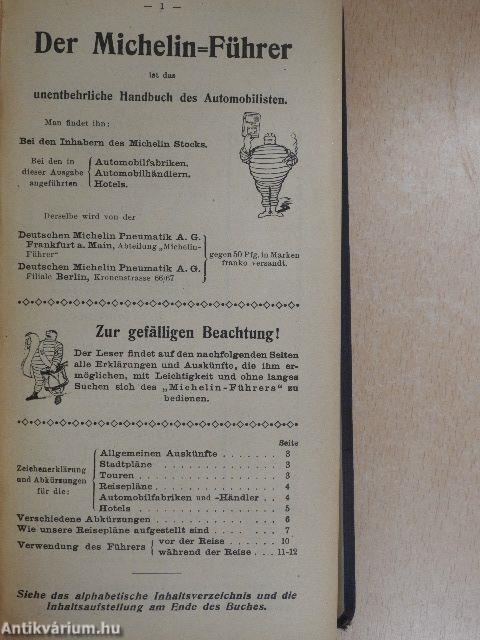 — 1 —
Der Michelin=Führer
ist das
unentbehrliche Handbuch des Automobilisten.
Man findet ihn:
Bei den Inhabern des Michelin Stocks.
Bei den in
dieser Ausgabe
angeführten
Automobilfabriken,
Automobilhändlern,
Hotels.
Derselbe wird von der
Deutschen Michelin Pneumatik A. G.
Frankfurt a. Main, Abteilung „Michelin-
Führer"
Deutschen Michelin Pneumatik A. G.
Filiale Berlin, Kronenstrasse 66/67
gegen 50 Pfg. in Marken
franko versandt.
Zur gefälligen Beachtung!
Der Leser findet auf den nachfolgenden Seiten
alle Erklärungen und Auskünfte, die ihm er-
möglichen, mit Leichtigkeit und ohne langes
Suchen sich des „Michelin-Führers" zu
bedienen.
Seite
Zeichenerklärung
und Abkürzungen
für die:
Allgemeinen Auskünfte . . . . . . 3
Stadtpläne . . . . . . . . . . . 3
Touren . . . . . . . . . . . . . 3
Reisepläne . . . . . . . . . . . 4
Automobilfabriken und -Händler . . 4
Hotels . . . . . . . . . . . . . 5
Verschiedene Abkürzungen . . . . . . . . . 6
Wie unsere Reisepläne aufgestellt sind . . . . . 7
Verwendung des Führers
vor der Reise . . . . 10
während der Reise . . . 11-12
Siehe das alphabetische Inhaltsverzeichnis und die
Inhaltsaufstellung am Ende des Buches.
Antikvárium.hu